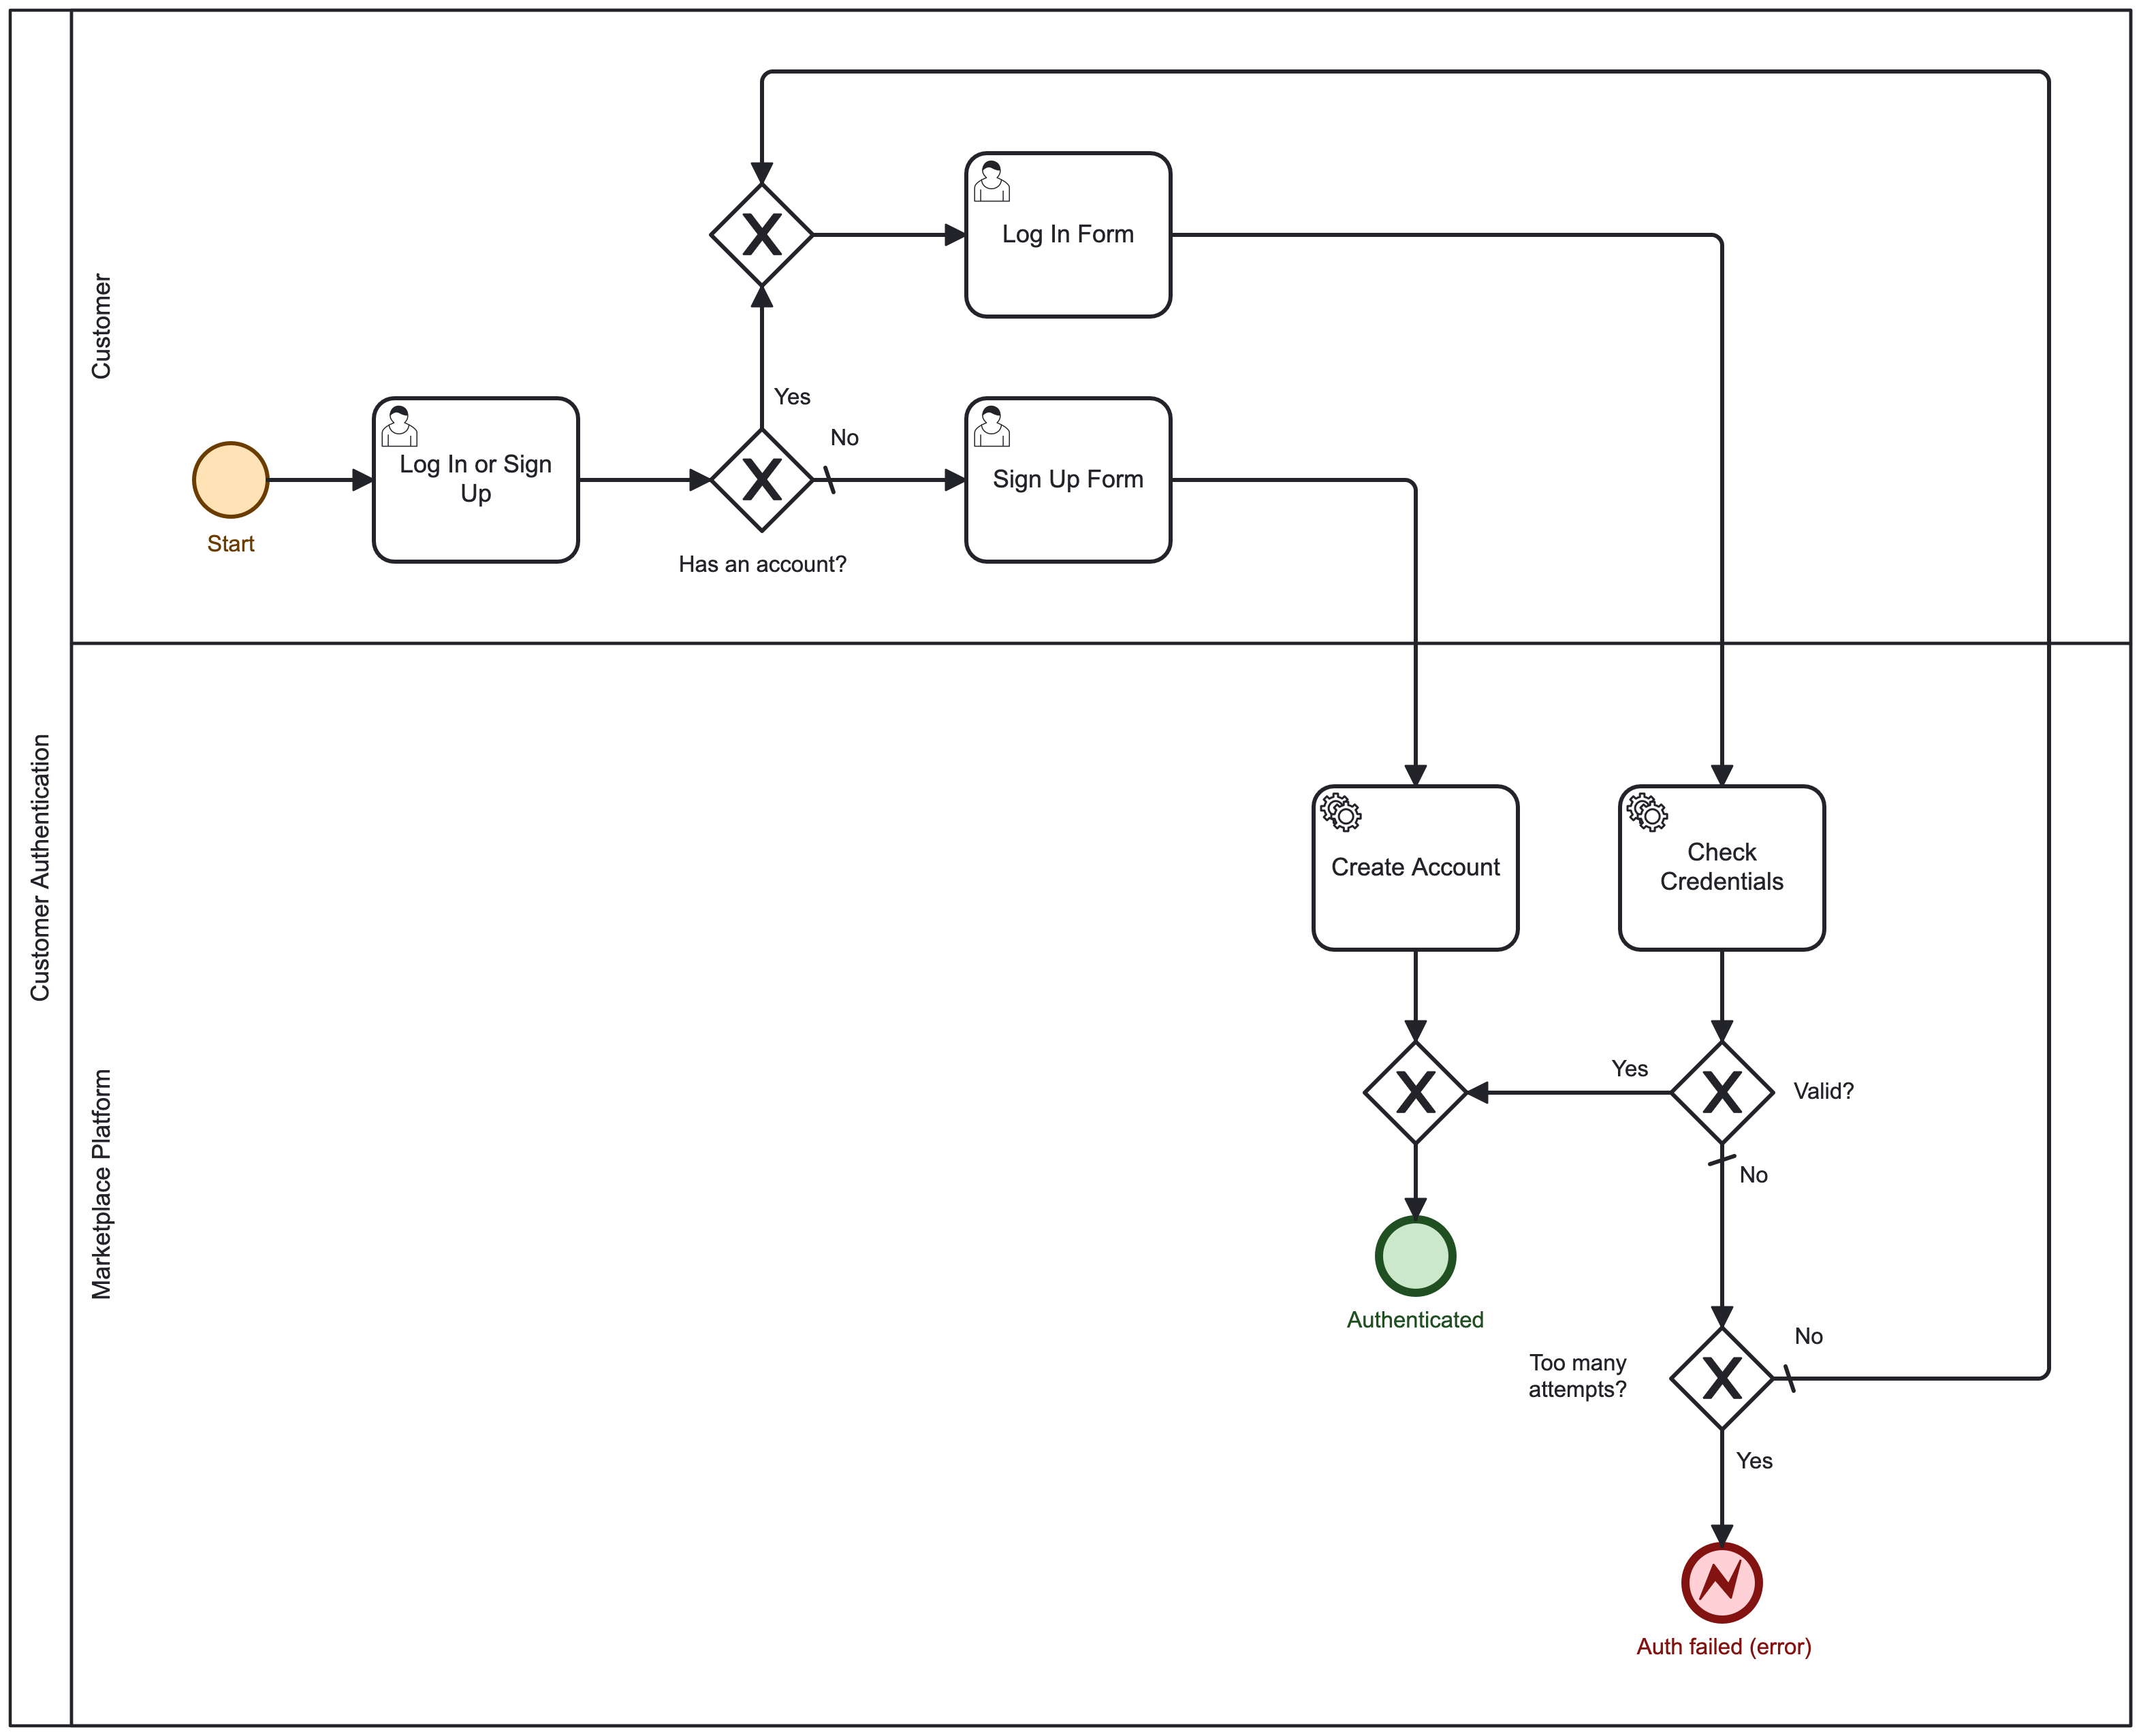 Customer Authentication
Customer
Marketplace Platform
Log In Form
Yes
No
Log In or Sign
Up
Sign Up Form
Start
Has an account?
Create Account
Check
Credentials
Yes
Valid?
No
Authenticated
Too many
attempts?
No
Yes
Auth failed (error)